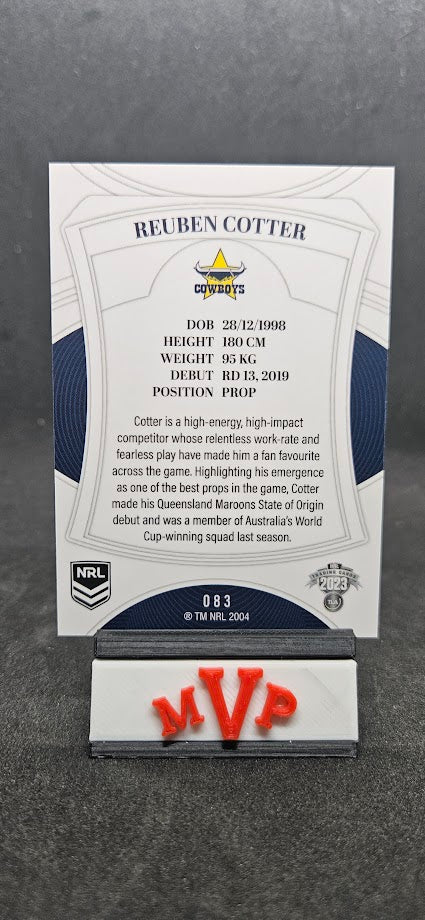 REUBEN COTTER
COWBOYS
DOB 28/12/1998
HEIGHT 180 CM
WEIGHT 95 KG
DEBUT RD 13, 2019
POSITION PROP
Cotter is a high-energy, high-impact
competitor whose relentless work-rate and
fearless play have made him a fan favourite
across the game. Highlighting his emergence
as one of the best props in the game, Cotter
made his Queensland Maroons State of Origin
debut and was a member of Australia's World
Cup-winning squad last season.
NRL
TRADING CARDS
2023
TLA
083
® TM NRL 2004
MVP